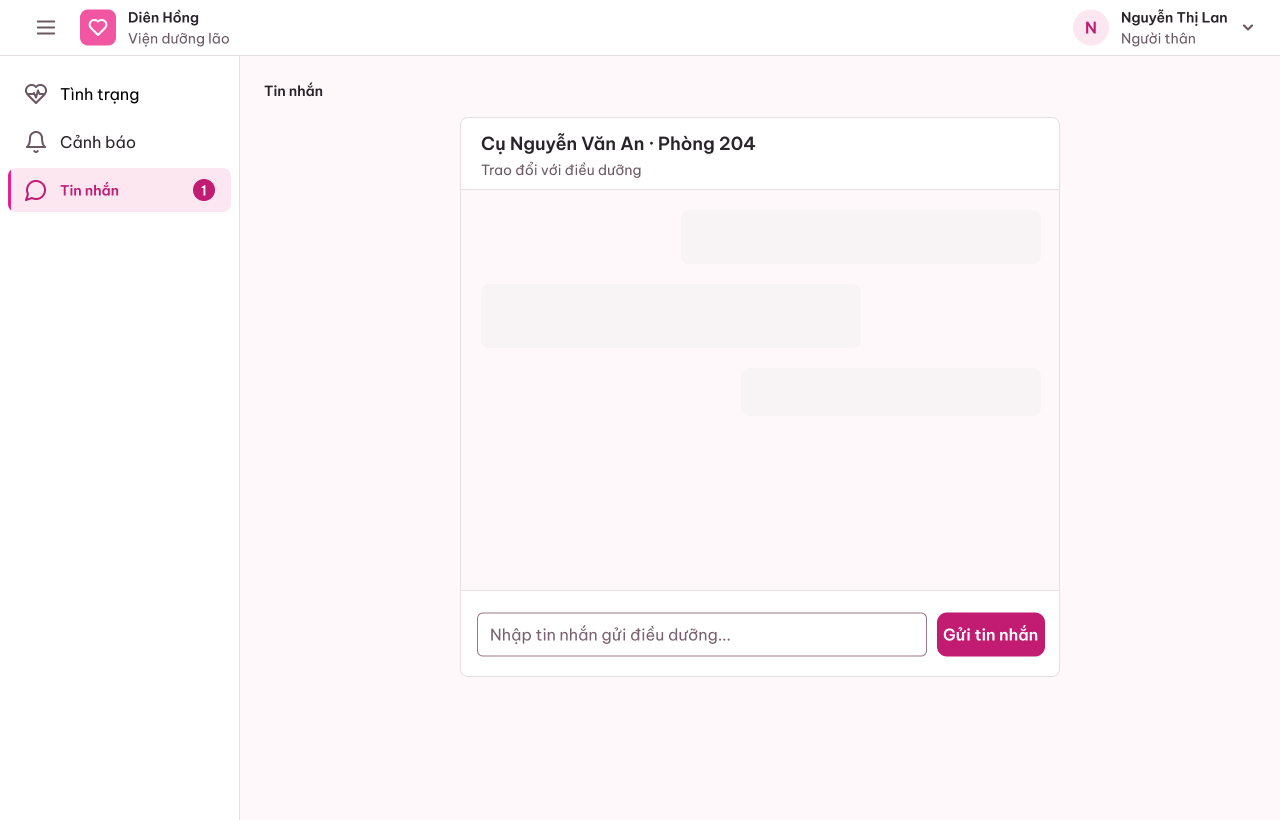 Diên Hồng
Viện dưỡng lão
N
Nguyễn Thị Lan
Người thân
Tình trạng
Cảnh báo
Tin nhắn
1
Tin nhắn
Cụ Nguyễn Văn An · Phòng 204
Trao đổi với điều dưỡng
Nhập tin nhắn gửi điều dưỡng...
Gửi tin nhắn